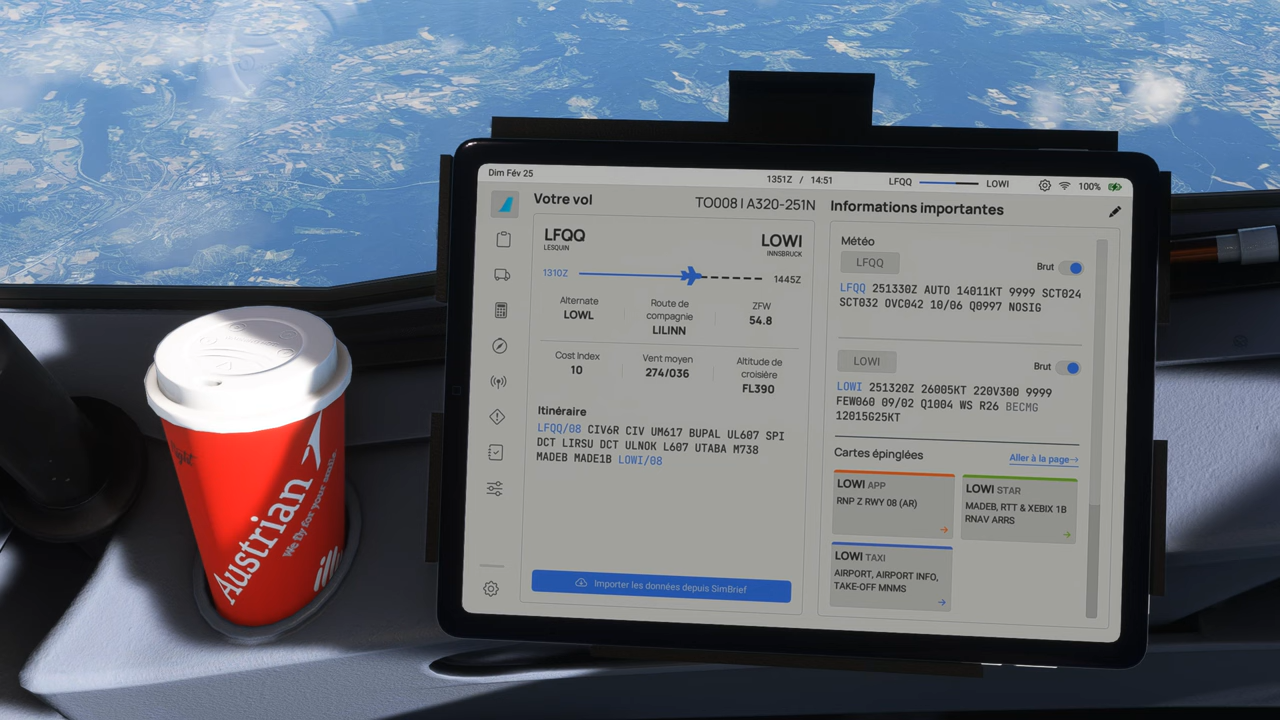 Dim Fév 25
1351Z / 14:51
LFQQ LOWI
100%
Votre vol
TO008 | A320-251N
LFQQ
LESQUIN
LOWI
INNSBRUCK
1310Z
1445Z
Alternate
LOWL
Route de
compagnie
LILINN
ZFW
54.8
Cost Index
10
Vent moyen
274/036
Altitude de
croisière
FL390
Itinéraire
LFQQ/08 CIV6R CIV UM617 BUPAL UL607 SPI
DCT LIRSU DCT ULNOK L607 UTABA M738
MADEB MADE1B LOWI/08
Importer les données depuis SimBrief
Informations importantes
Météo
LFQQ
Brut
LFQQ 251330Z AUTO 14011KT 9999 SCT024
SCT032 OVC042 10/06 Q0997 NOSIG
LOWI
Brut
LOWI 251320Z 26005KT 220V300 9999
FEW060 09/02 Q1004 WS R26 BECMG
12015G25KT
Cartes épinglées
Aller à la page
LOWI APP
RNP Z RWY 08 (AR)
LOWI STAR
MADEB, RTT & XEBIX 1B
RNAV ARRS
LOWI TAXI
AIRPORT, AIRPORT INFO,
TAKE-OFF MNMS
Austrian
We fly for your smile